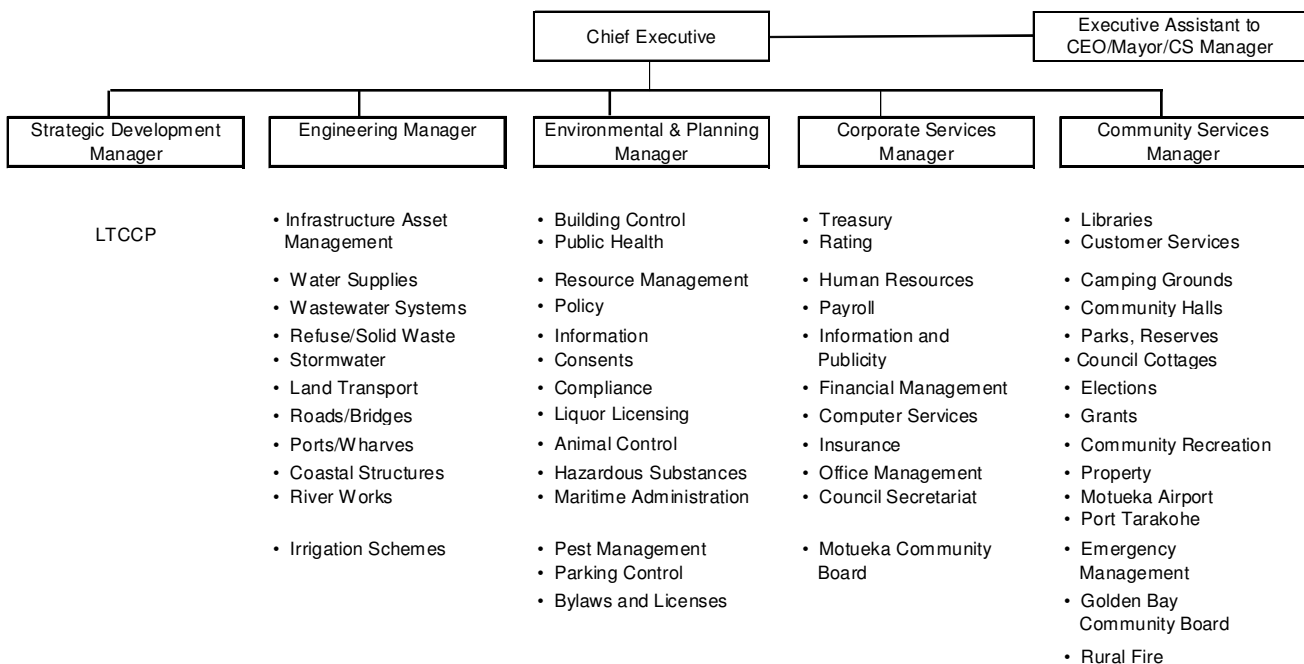 Chief Executive
Executive Assistant to
CEO/Mayor/CS Manager
Strategic Development
Manager
Engineering Manager
Environmental & Planning
Manager
Corporate Services
Manager
Community Services
Manager
LTCCP
• Infrastructure Asset
Management
• Water Supplies
• Wastewater Systems
• Refuse/Solid Waste
• Stormwater
• Land Transport
• Roads/Bridges
• Ports/Wharves
• Coastal Structures
• River Works
• Irrigation Schemes
• Building Control
• Public Health
• Resource Management
• Policy
• Information
• Consents
• Compliance
• Liquor Licensing
• Animal Control
• Hazardous Substances
• Maritime Administration
• Pest Management
• Parking Control
• Bylaws and Licenses
• Treasury
• Rating
• Human Resources
• Payroll
• Information and
Publicity
• Financial Management
• Computer Services
• Insurance
• Office Management
• Council Secretariat
• Motueka Community
Board
• Libraries
• Customer Services
• Camping Grounds
• Community Halls
• Parks, Reserves
• Council Cottages
• Elections
• Grants
• Community Recreation
• Property
• Motueka Airport
• Port Tarakohe
• Emergency
Management
• Golden Bay
Community Board
• Rural Fire